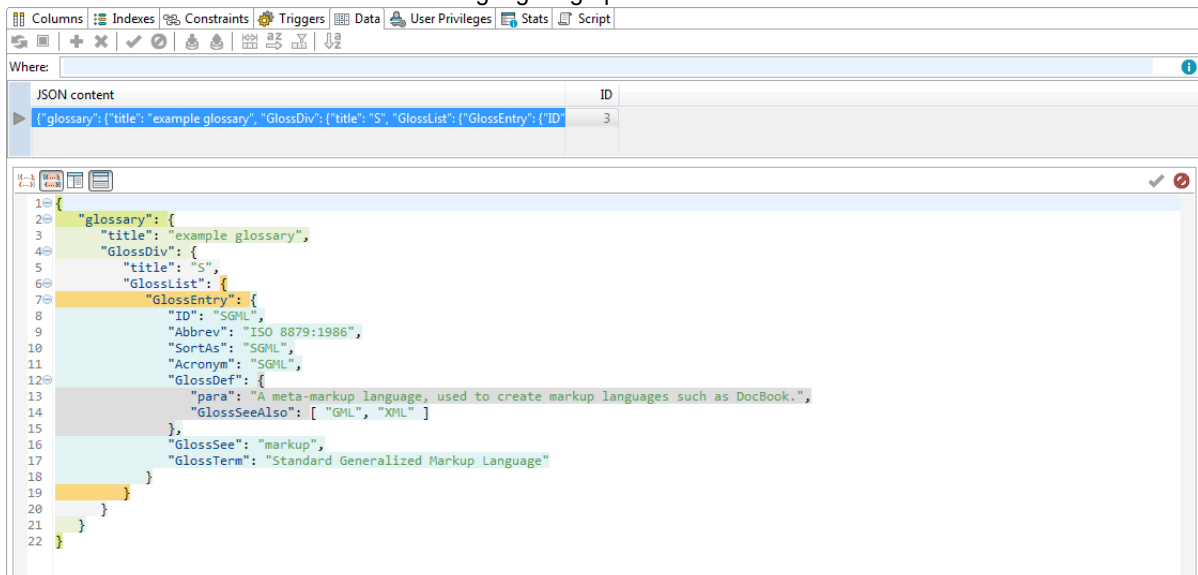 Columns Indexes Constraints Triggers Data User Privileges Stats Script
Where:
JSON content ID
{"glossary": {"title": "example glossary", "GlossDiv": {"title": "S", "GlossList": {"GlossEntry": {"ID" 3
1 {
2 "glossary": {
3 "title": "example glossary",
4 "GlossDiv": {
5 "title": "S",
6 "GlossList": {
7 "GlossEntry": {
8 "ID": "SGML",
9 "Abbrev": "ISO 8879:1986",
10 "SortAs": "SGML",
11 "Acronym": "SGML",
12 "GlossDef": {
13 "para": "A meta-markup language, used to create markup languages such as DocBook.",
14 "GlossSeeAlso": [ "GML", "XML" ]
15 },
16 "GlossSee": "markup",
17 "GlossTerm": "Standard Generalized Markup Language"
18 }
19 }
20 }
21 }
22 }